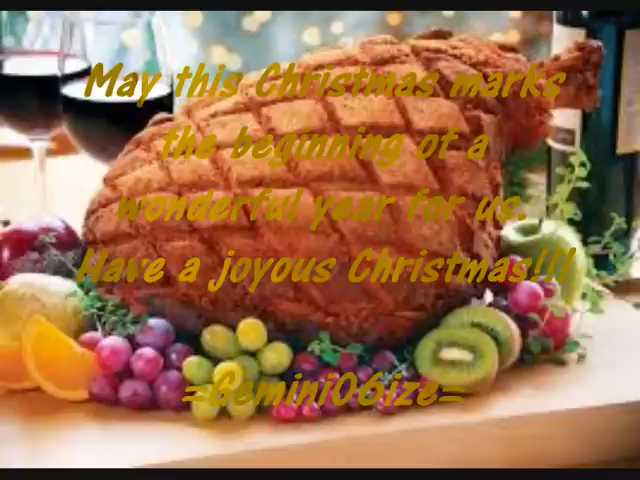 May this Christmas marks
the beginning of a
wonderful year for us.
Have a joyous Christmas!!!
=Gemini06ize=